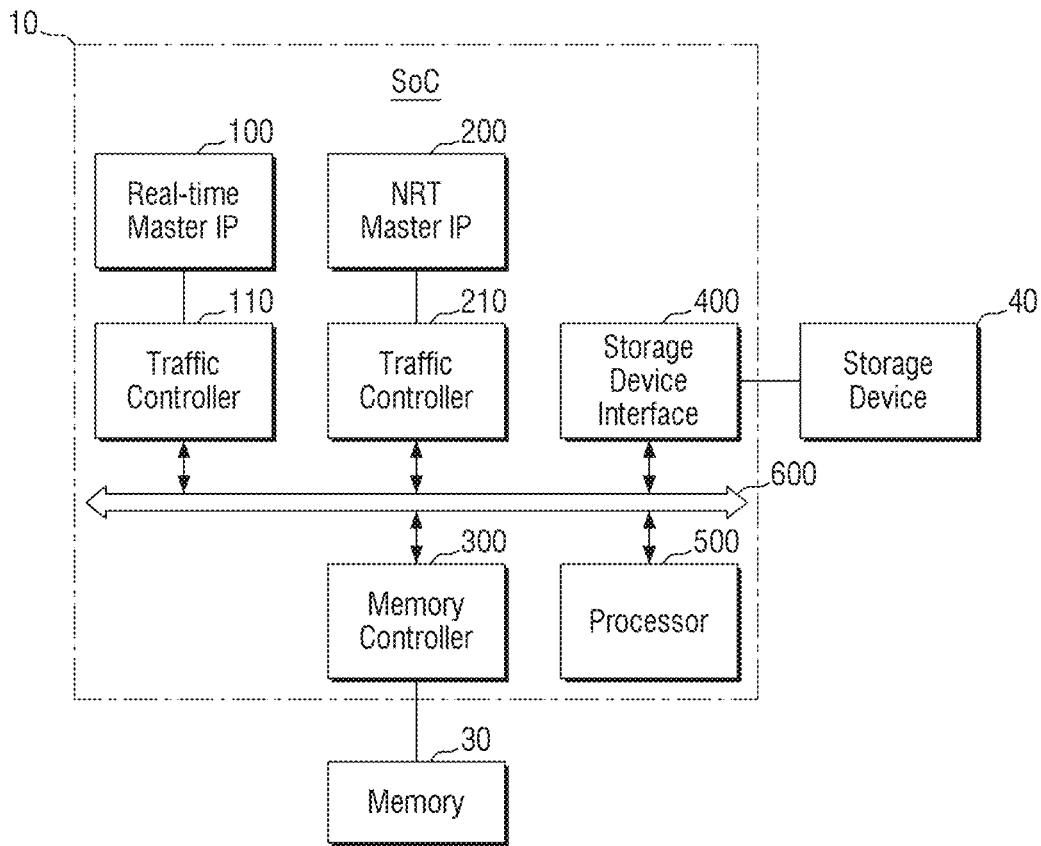 10
SoC
100
200
Real-time
Master IP
NRT
Master IP
110
210
400
40
Traffic
Controller
Traffic
Controller
Storage
Device
Interface
Storage
Device
600
300
500
Memory
Controller
Processor
30
Memory